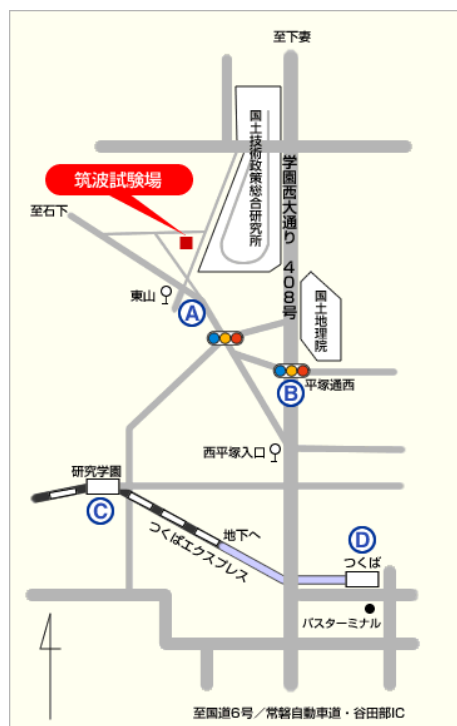 至下妻
国土技術政策総合研究所
学園西大通り 408号
筑波試験場
至石下
東山
A
国土地理院
B
平塚通西
西平塚入口
研究学園
C
地下へ
つくばエクスプレス
D
つくば
バスターミナル
至国道6号/常磐自動車道・谷田部IC